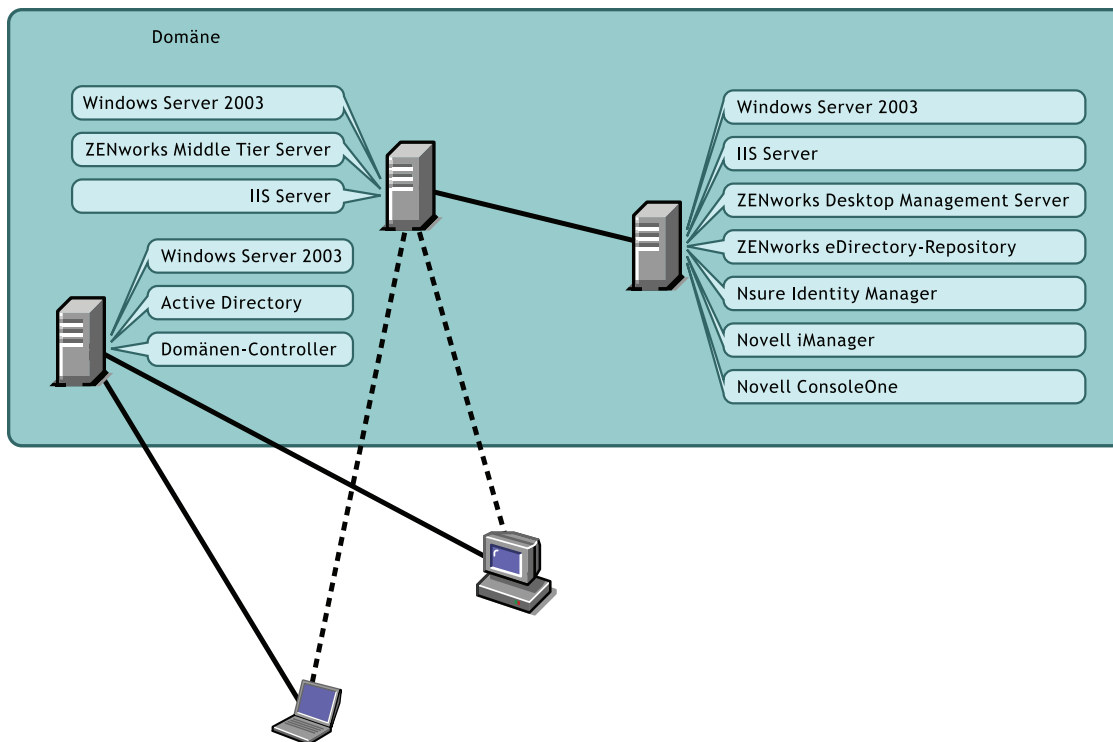 Domäne
Windows Server 2003
ZENworks Middle Tier Server
IIS Server
Windows Server 2003
Active Directory
Domänen-Controller
Windows Server 2003
IIS Server
ZENworks Desktop Management Server
ZENworks eDirectory-Repository
Nsure Identity Manager
Novell iManager
Novell ConsoleOne